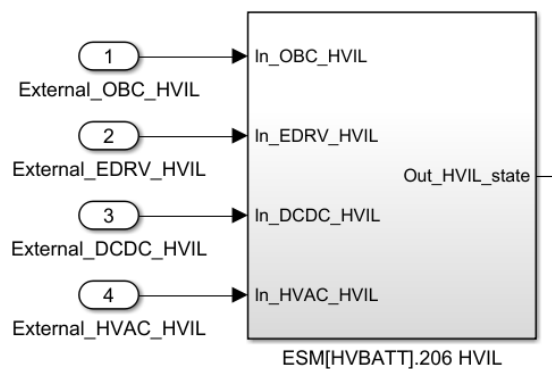 1
In_OBC_HVIL
External_OBC_HVIL
2
In_EDRV_HVIL
External_EDRV_HVIL
Out_HVIL_state
3
In_DCDC_HVIL
External_DCDC_HVIL
4
In_HVAC_HVIL
External_HVAC_HVIL
ESM[HVBATT].206 HVIL